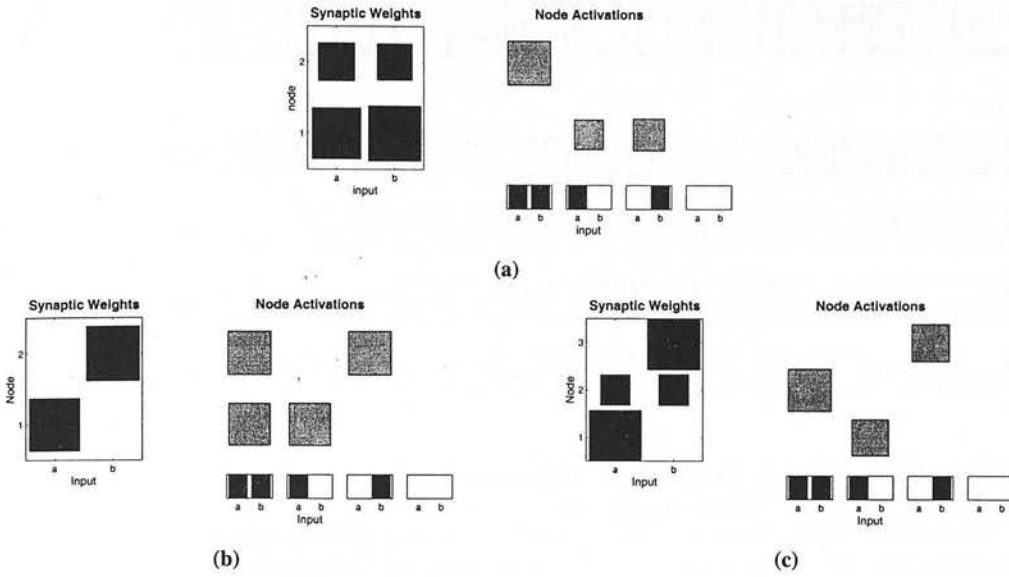 Synaptic Weights
Node Activations
2
node
1
a b
input
a b a b a b a b
input
(a)
Synaptic Weights
Node Activations
2
Node
1
a b
Input
a b a b a b a b
Input
(b)
Synaptic Weights
Node Activations
3
Node
2
1
a b
Input
a b a b a b a b
Input
(c)